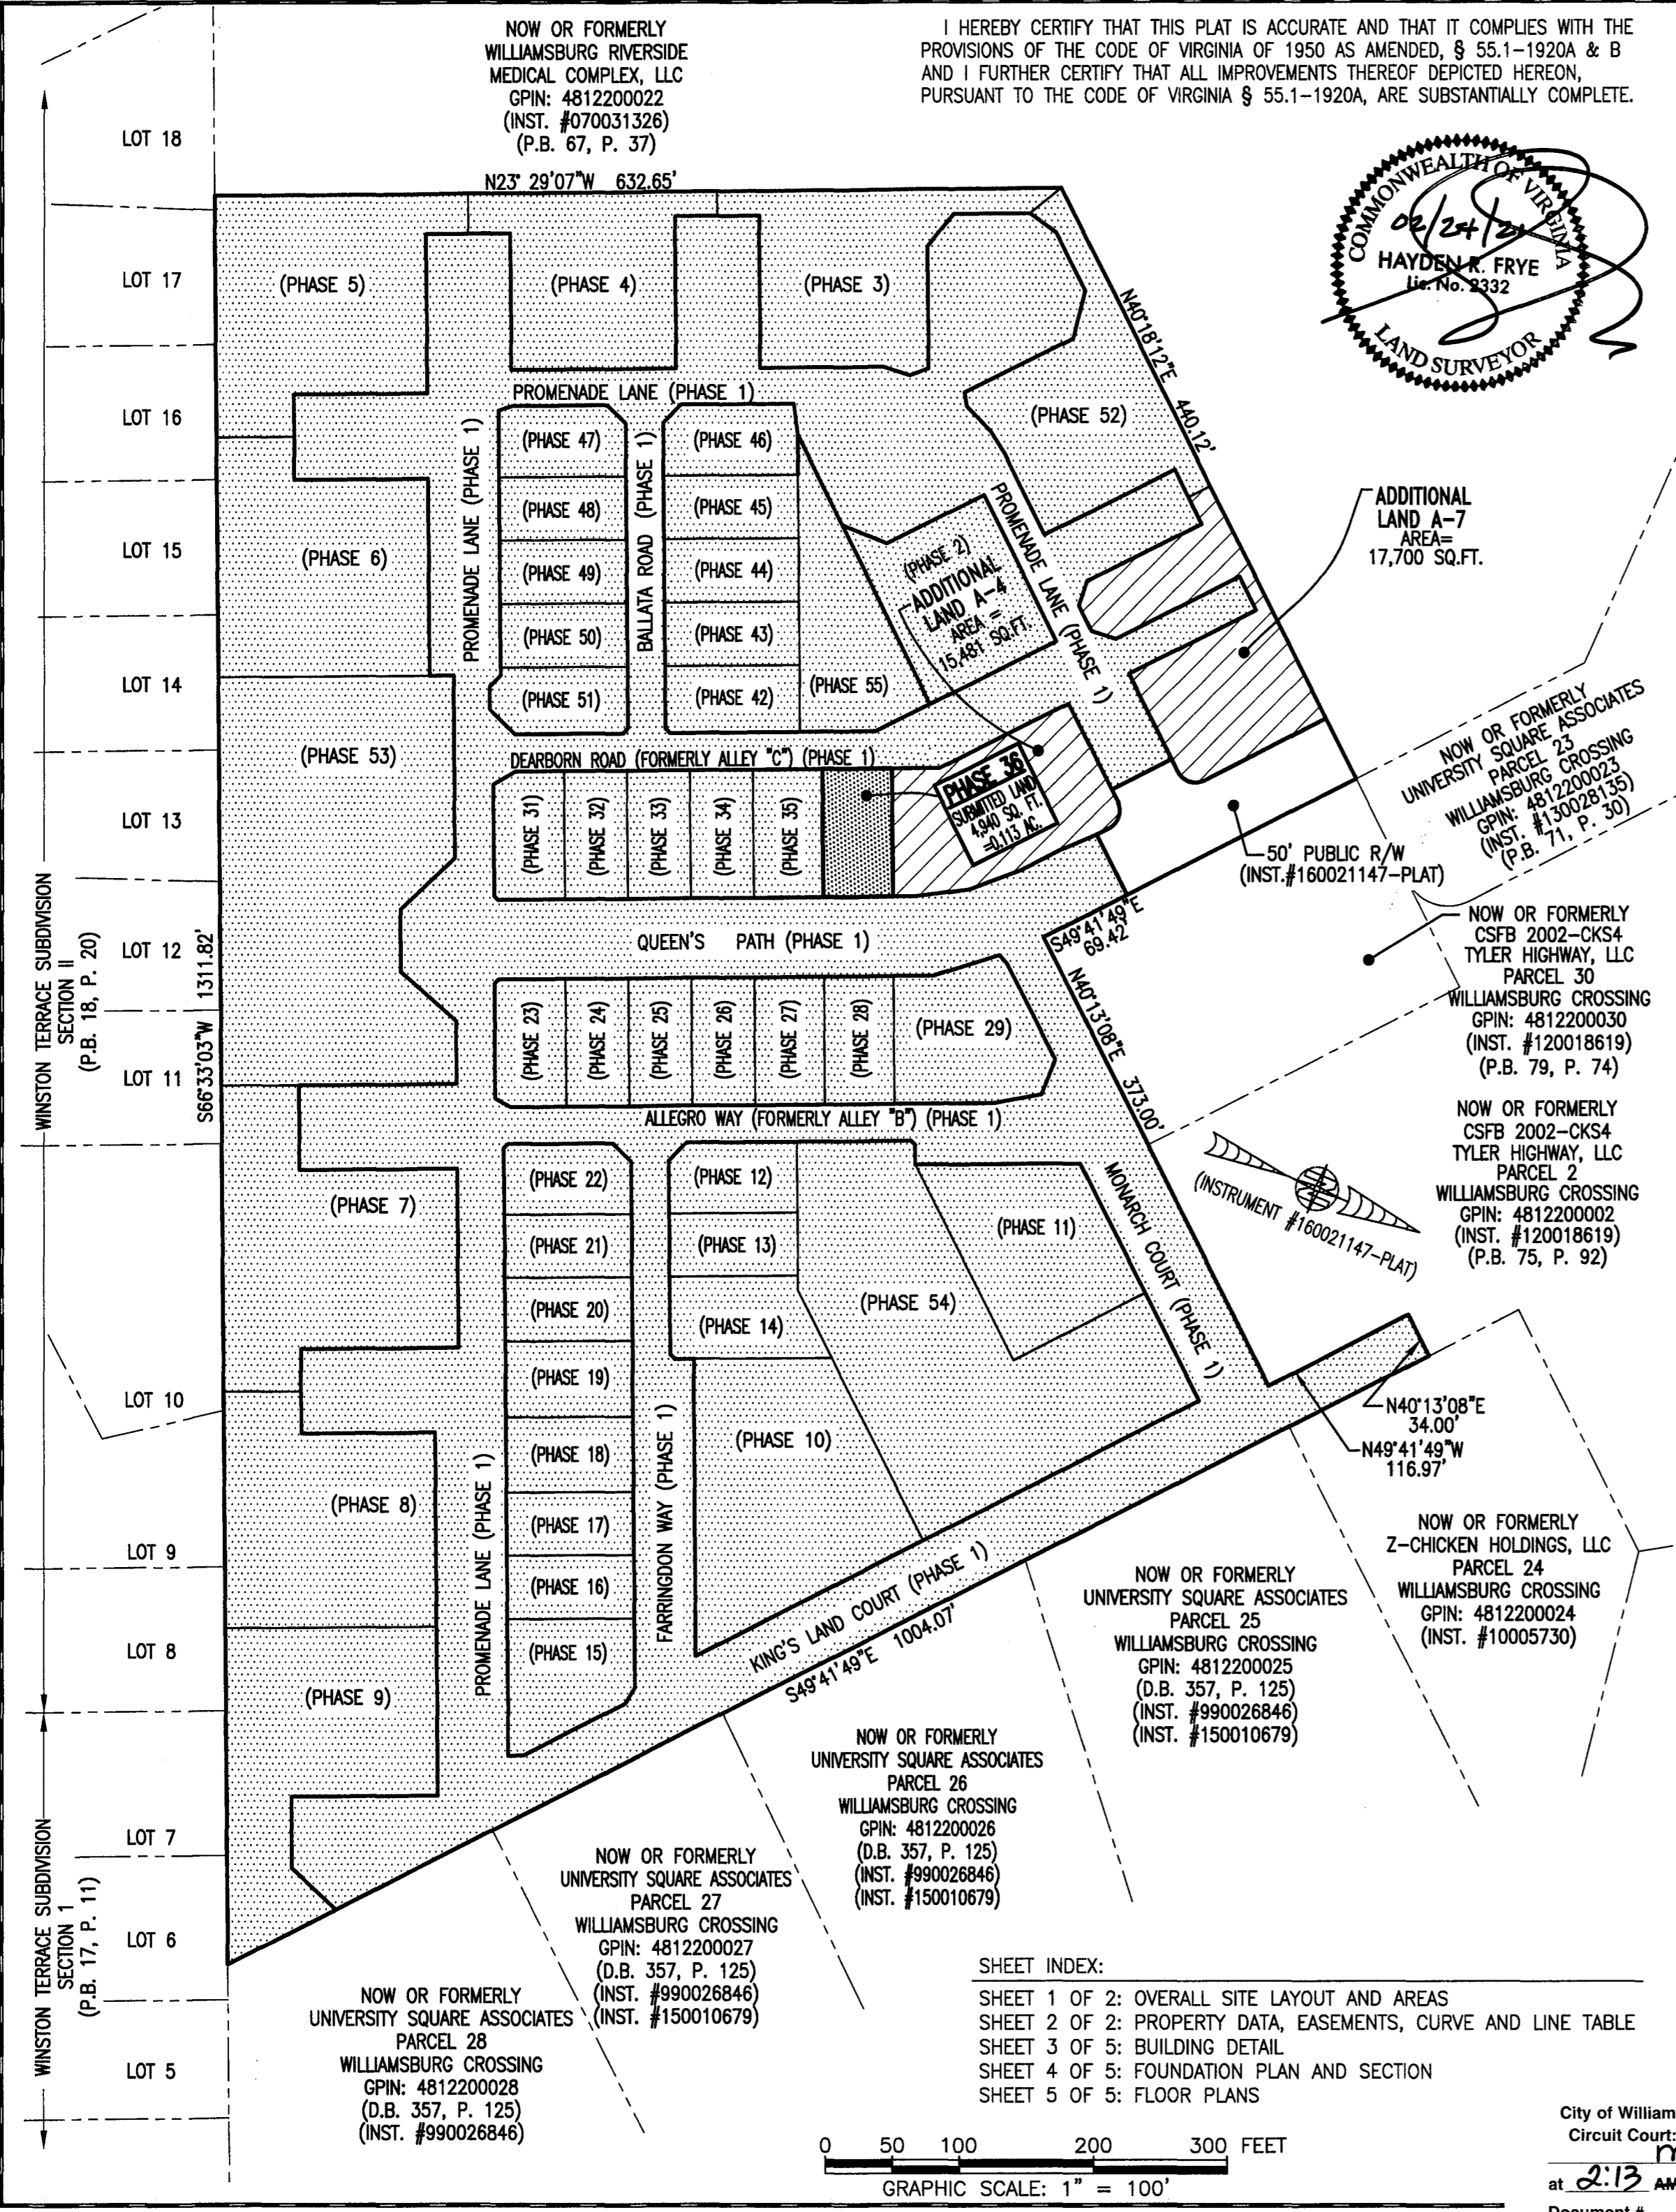 NOW OR FORMERLY
WILLIAMSBURG RIVERSIDE
MEDICAL COMPLEX, LLC
GPIN: 4812200022
(INST. #070031326)
(P.B. 67, P. 37)
N23° 29'07"W 632.65'
I HEREBY CERTIFY THAT THIS PLAT IS ACCURATE AND THAT IT COMPLIES WITH THE
PROVISIONS OF THE CODE OF VIRGINIA OF 1950 AS AMENDED, § 55.1-1920A & B
AND I FURTHER CERTIFY THAT ALL IMPROVEMENTS THEREOF DEPICTED HEREON,
PURSUANT TO THE CODE OF VIRGINIA § 55.1-1920A, ARE SUBSTANTIALLY COMPLETE.
COMMONWEALTH OF VIRGINIA
02/24/21
HAYDEN R. FRYE
Lic. No. 2332
LAND SURVEYOR
LOT 18
LOT 17
LOT 16
LOT 15
LOT 14
LOT 13
LOT 12
LOT 11
LOT 10
LOT 9
LOT 8
LOT 7
LOT 6
LOT 5
WINSTON TERRACE SUBDIVISION
SECTION II
(P.B. 18, P. 20)
WINSTON TERRACE SUBDIVISION
SECTION 1
(P.B. 17, P. 11)
S66°33'03"W 1311.82'
(PHASE 5)
(PHASE 4)
(PHASE 3)
N40°18'12"E 440.12'
(PHASE 52)
PROMENADE LANE (PHASE 1)
PROMENADE LANE (PHASE 1)
(PHASE 47)
(PHASE 48)
(PHASE 49)
(PHASE 50)
(PHASE 51)
BALLATA ROAD (PHASE 1)
(PHASE 46)
(PHASE 45)
(PHASE 44)
(PHASE 43)
(PHASE 42)
(PHASE 55)
(PHASE 6)
(PHASE 2)
ADDITIONAL
LAND A-4
AREA =
15,481 SQ.FT.
PROMENADE LANE (PHASE 1)
ADDITIONAL
LAND A-7
AREA=
17,700 SQ.FT.
(PHASE 53)
DEARBORN ROAD (FORMERLY ALLEY "C") (PHASE 1)
(PHASE 31)
(PHASE 32)
(PHASE 33)
(PHASE 34)
(PHASE 35)
PHASE 36
SUBMITTED LAND
4,940 SQ. FT.
=0.113 AC.
50' PUBLIC R/W
(INST.#160021147-PLAT)
NOW OR FORMERLY
UNIVERSITY SQUARE ASSOCIATES
PARCEL 23
WILLIAMSBURG CROSSING
GPIN: 4812200023
(INST. #130028135)
(P.B. 71, P. 30)
QUEEN'S PATH (PHASE 1)
S49°41'49"E
69.42'
N40°13'08"E 373.00'
(PHASE 23)
(PHASE 24)
(PHASE 25)
(PHASE 26)
(PHASE 27)
(PHASE 28)
(PHASE 29)
NOW OR FORMERLY
CSFB 2002-CKS4
TYLER HIGHWAY, LLC
PARCEL 30
WILLIAMSBURG CROSSING
GPIN: 4812200030
(INST. #120018619)
(P.B. 79, P. 74)
NOW OR FORMERLY
CSFB 2002-CKS4
TYLER HIGHWAY, LLC
PARCEL 2
WILLIAMSBURG CROSSING
GPIN: 4812200002
(INST. #120018619)
(P.B. 75, P. 92)
(INSTRUMENT #160021147-PLAT)
ALLEGRO WAY (FORMERLY ALLEY "B") (PHASE 1)
(PHASE 7)
(PHASE 22)
(PHASE 21)
(PHASE 20)
(PHASE 19)
(PHASE 18)
(PHASE 17)
(PHASE 16)
(PHASE 15)
(PHASE 12)
(PHASE 13)
(PHASE 14)
(PHASE 11)
(PHASE 54)
(PHASE 10)
MONARCH COURT (PHASE 1)
(PHASE 8)
(PHASE 9)
PROMENADE LANE (PHASE 1)
FARRINGDON WAY (PHASE 1)
KING'S LAND COURT (PHASE 1)
S49°41'49"E 1004.07'
N40°13'08"E
34.00'
N49°41'49"W
116.97'
NOW OR FORMERLY
Z-CHICKEN HOLDINGS, LLC
PARCEL 24
WILLIAMSBURG CROSSING
GPIN: 4812200024
(INST. #10005730)
NOW OR FORMERLY
UNIVERSITY SQUARE ASSOCIATES
PARCEL 25
WILLIAMSBURG CROSSING
GPIN: 4812200025
(D.B. 357, P. 125)
(INST. #990026846)
(INST. #150010679)
NOW OR FORMERLY
UNIVERSITY SQUARE ASSOCIATES
PARCEL 26
WILLIAMSBURG CROSSING
GPIN: 4812200026
(D.B. 357, P. 125)
(INST. #990026846)
(INST. #150010679)
NOW OR FORMERLY
UNIVERSITY SQUARE ASSOCIATES
PARCEL 27
WILLIAMSBURG CROSSING
GPIN: 4812200027
(D.B. 357, P. 125)
(INST. #990026846)
(INST. #150010679)
NOW OR FORMERLY
UNIVERSITY SQUARE ASSOCIATES
PARCEL 28
WILLIAMSBURG CROSSING
GPIN: 4812200028
(D.B. 357, P. 125)
(INST. #990026846)
SHEET INDEX:
SHEET 1 OF 2: OVERALL SITE LAYOUT AND AREAS
SHEET 2 OF 2: PROPERTY DATA, EASEMENTS, CURVE AND LINE TABLE
SHEET 3 OF 5: BUILDING DETAIL
SHEET 4 OF 5: FOUNDATION PLAN AND SECTION
SHEET 5 OF 5: FLOOR PLANS
0 50 100 200 300 FEET
GRAPHIC SCALE: 1" = 100'
City of William
Circuit Court:
at 2:13 AM
Document #